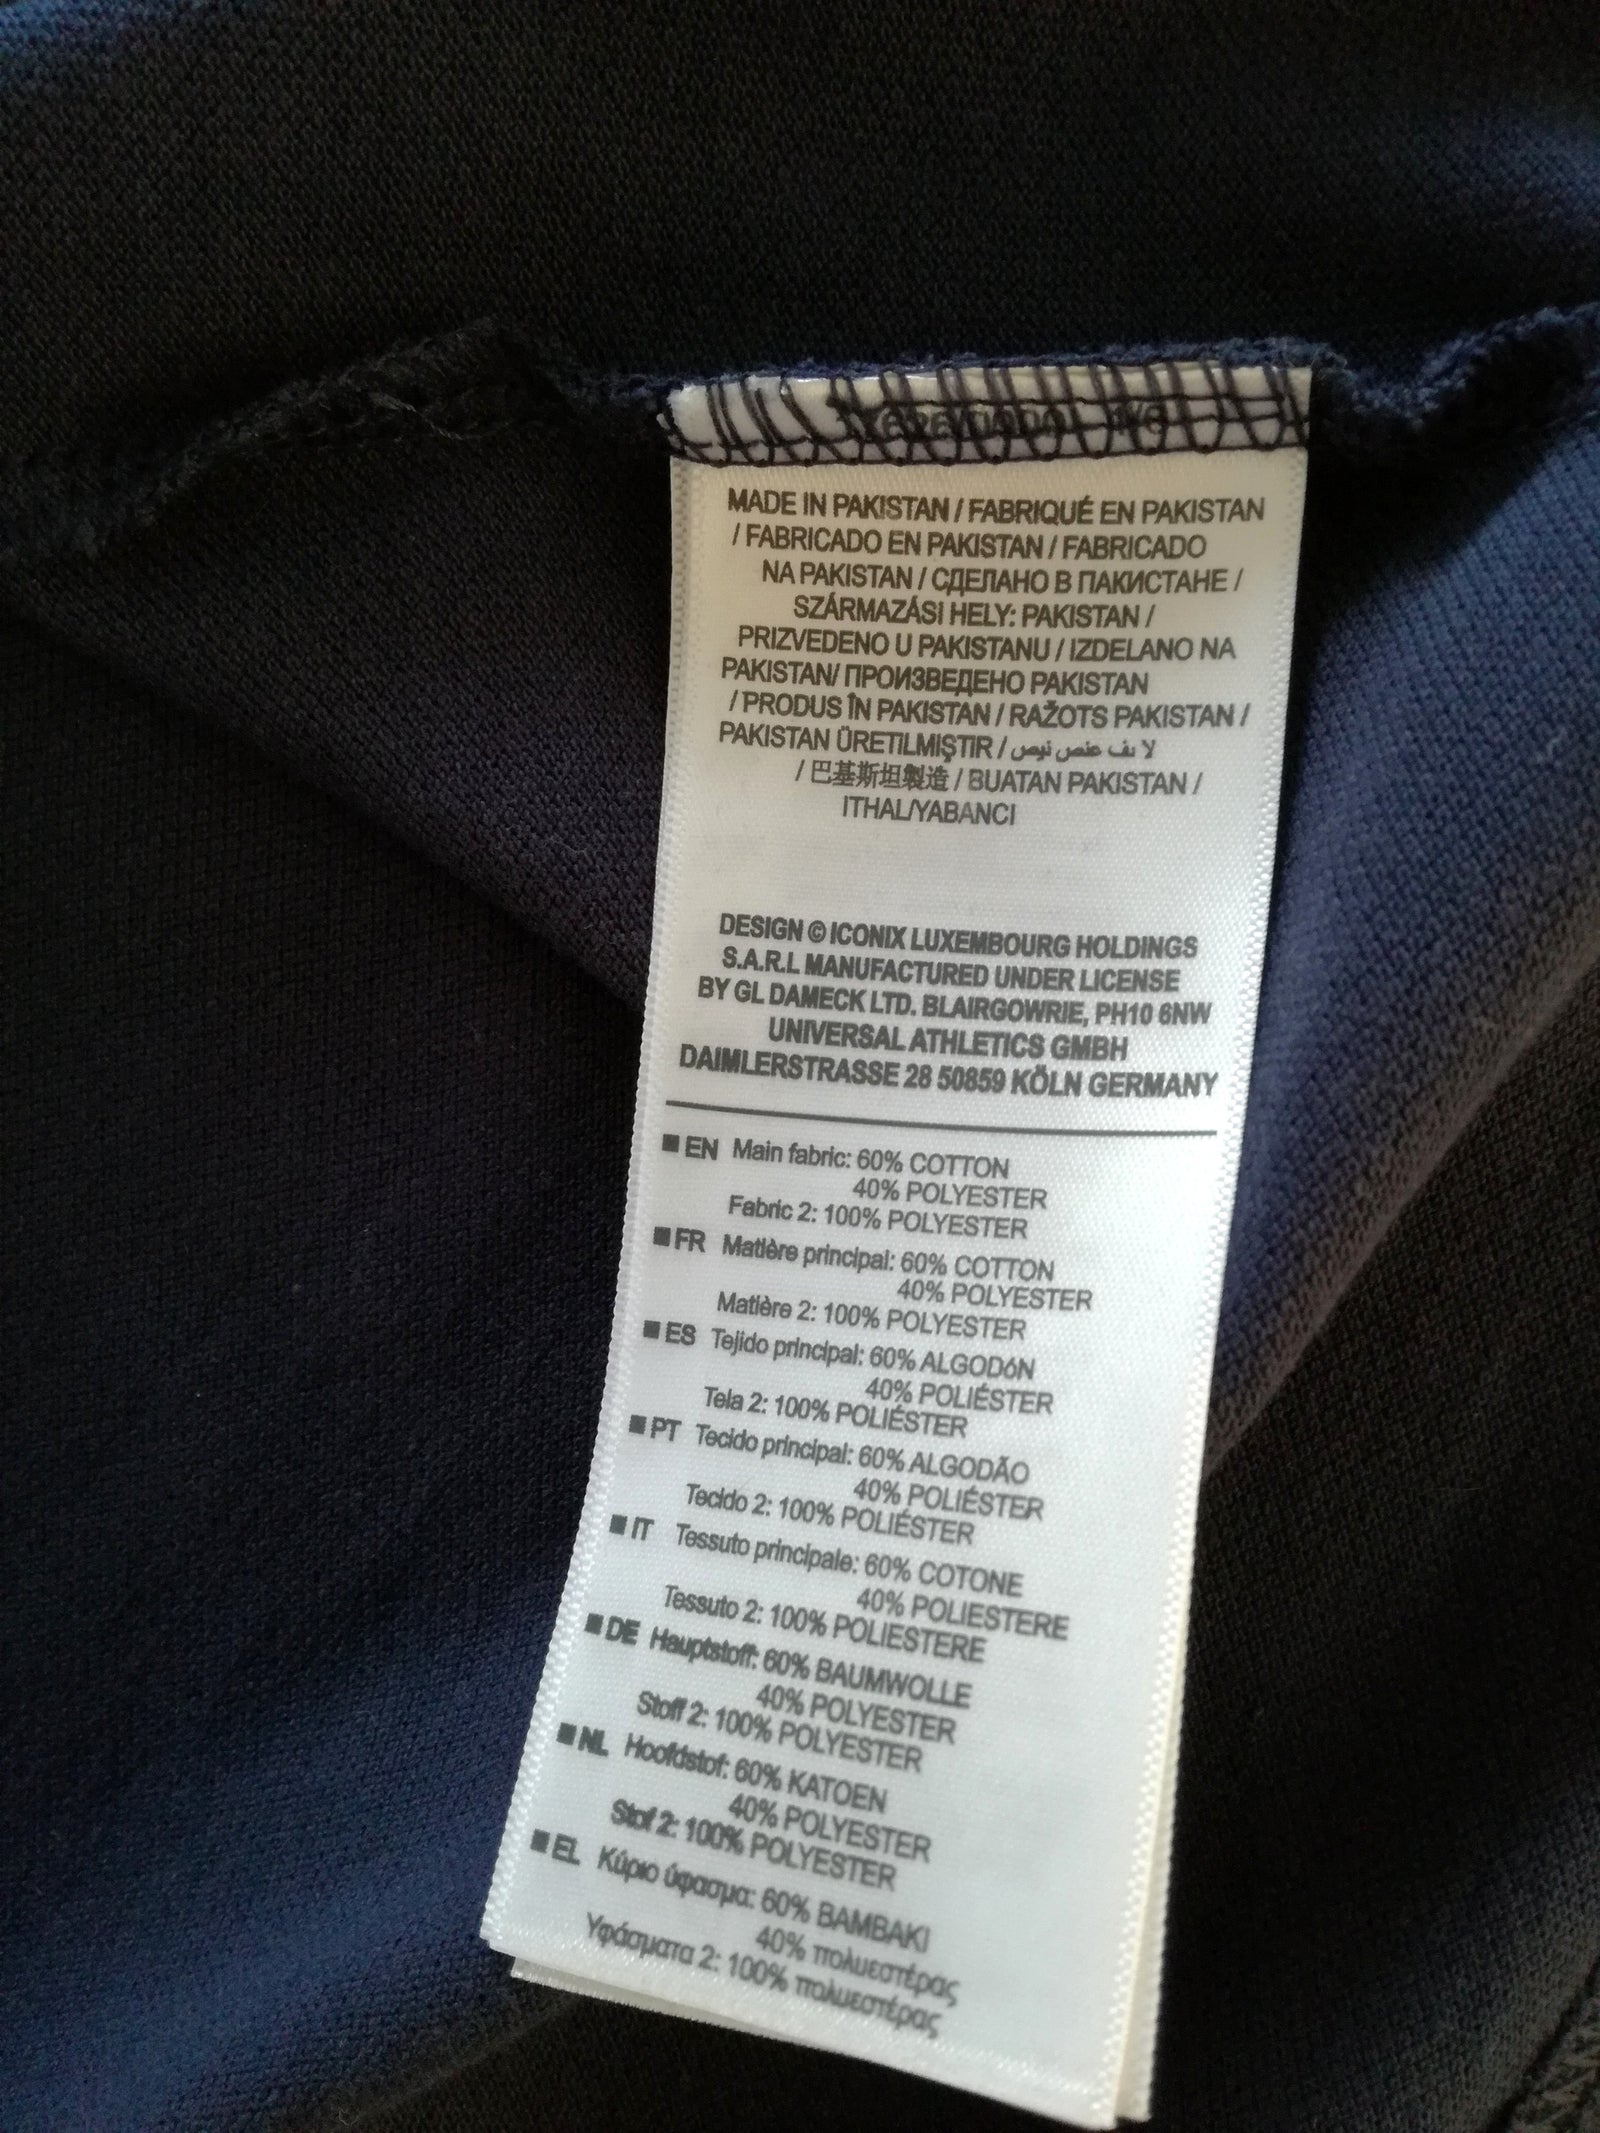 MADE IN PAKISTAN / FABRIQUÉ EN PAKISTAN
/ FABRICADO EN PAKISTAN / FABRICADO
NA PAKISTAN / СДЕЛАНО В ПАКИСТАНЕ /
SZÁRMAZÁSI HELY: PAKISTAN /
PRIZVEDENO U PAKISTANU / IZDELANO NA
PAKISTAN/ ПРОИЗВЕДЕНО PAKISTAN
/ PRODUS ÎN PAKISTAN / RAŽOTS PAKISTAN /
PAKISTAN ÜRETILMIŞTIR /
/ 巴基斯坦製造 / BUATAN PAKISTAN /
ITHAL/YABANCI
DESIGN © ICONIX LUXEMBOURG HOLDINGS
S.A.R.L MANUFACTURED UNDER LICENSE
BY GL DAMECK LTD. BLAIRGOWRIE, PH10 6NW
UNIVERSAL ATHLETICS GMBH
DAIMLERSTRASSE 28 50859 KÖLN GERMANY
■ EN Main fabric: 60% COTTON
40% POLYESTER
Fabric 2: 100% POLYESTER
■ FR Matière principal: 60% COTTON
40% POLYESTER
Matière 2: 100% POLYESTER
■ ES Tejido principal: 60% ALGODóN
40% POLIÉSTER
Tela 2: 100% POLIÉSTER
■ PT Tecido principal: 60% ALGODÃO
40% POLIÉSTER
Tecido 2: 100% POLIÉSTER
■ IT Tessuto principale: 60% COTONE
40% POLIESTERE
Tessuto 2: 100% POLIESTERE
■ DE Hauptstoff: 60% BAUMWOLLE
40% POLYESTER
Stoff 2: 100% POLYESTER
■ NL Hoofdstof: 60% KATOEN
40% POLYESTER
Stof 2: 100% POLYESTER
■ EL Κύριο ύφασμα: 60% ΒΑΜΒΑΚΙ
40% πολυεστέρας
Υφάσματα 2: 100% πολυεστέρας